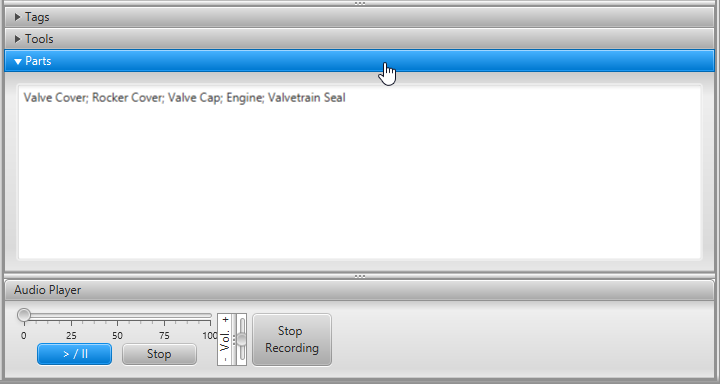 Tags
Tools
Parts
Valve Cover; Rocker Cover; Valve Cap; Engine; Valvetrain Seal
Audio Player
0 25 50 75 100
- Vol. +
> / II
Stop
Stop
Recording